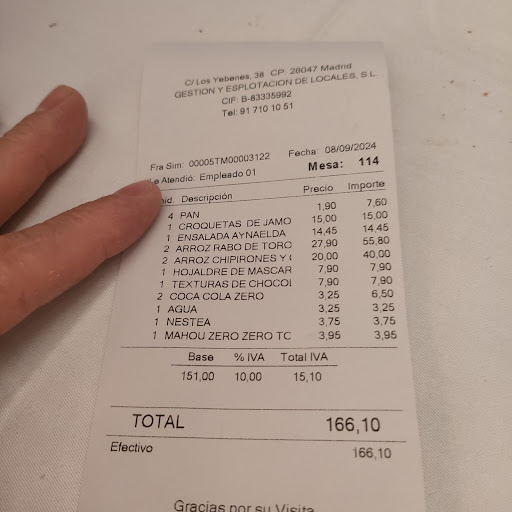 C/ Los Yebenes, 38 CP. 28047 Madrid
GESTION Y ESPLOTACION DE LOCALES, S.L.
CIF: B-83335992
Tel: 91 710 10 51
Fra Sim: 00005TM00003122 Fecha: 08/09/2024
Le Atendió: Empleado 01 Mesa: 114
nid. Descripción Precio Importe
4 PAN 1,90 7,60
1 CROQUETAS DE JAMO 15,00 15,00
1 ENSALADA AYNAELDA 14,45 14,45
2 ARROZ RABO DE TORO 27,90 55,80
2 ARROZ CHIPIRONES Y ( 20,00 40,00
1 HOJALDRE DE MASCAR 7,90 7,90
1 TEXTURAS DE CHOCOL 7,90 7,90
2 COCA COLA ZERO 3,25 6,50
1 AGUA 3,25 3,25
1 NESTEA 3,75 3,75
1 MAHOU ZERO ZERO TC 3,95 3,95
Base % IVA Total IVA
151,00 10,00 15,10
TOTAL 166,10
Efectivo 166,10
Gracias por su Visita